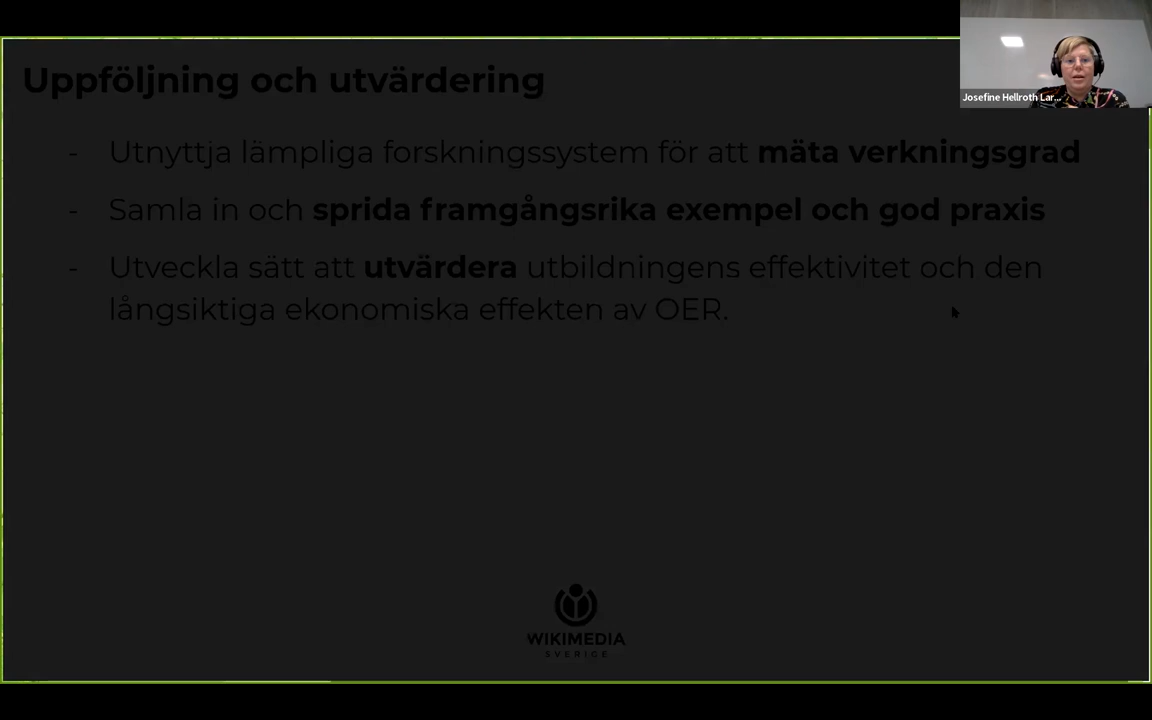 Uppföljning och utvärdering
Josefine Hellroth Lar...
- Utnyttja lämpliga forskningssystem för att mäta verkningsgrad
- Samla in och sprida framgångsrika exempel och god praxis
- Utveckla sätt att utvärdera utbildningens effektivitet och den
långsiktiga ekonomiska effekten av OER.
WIKIMEDIA
SVERIGE